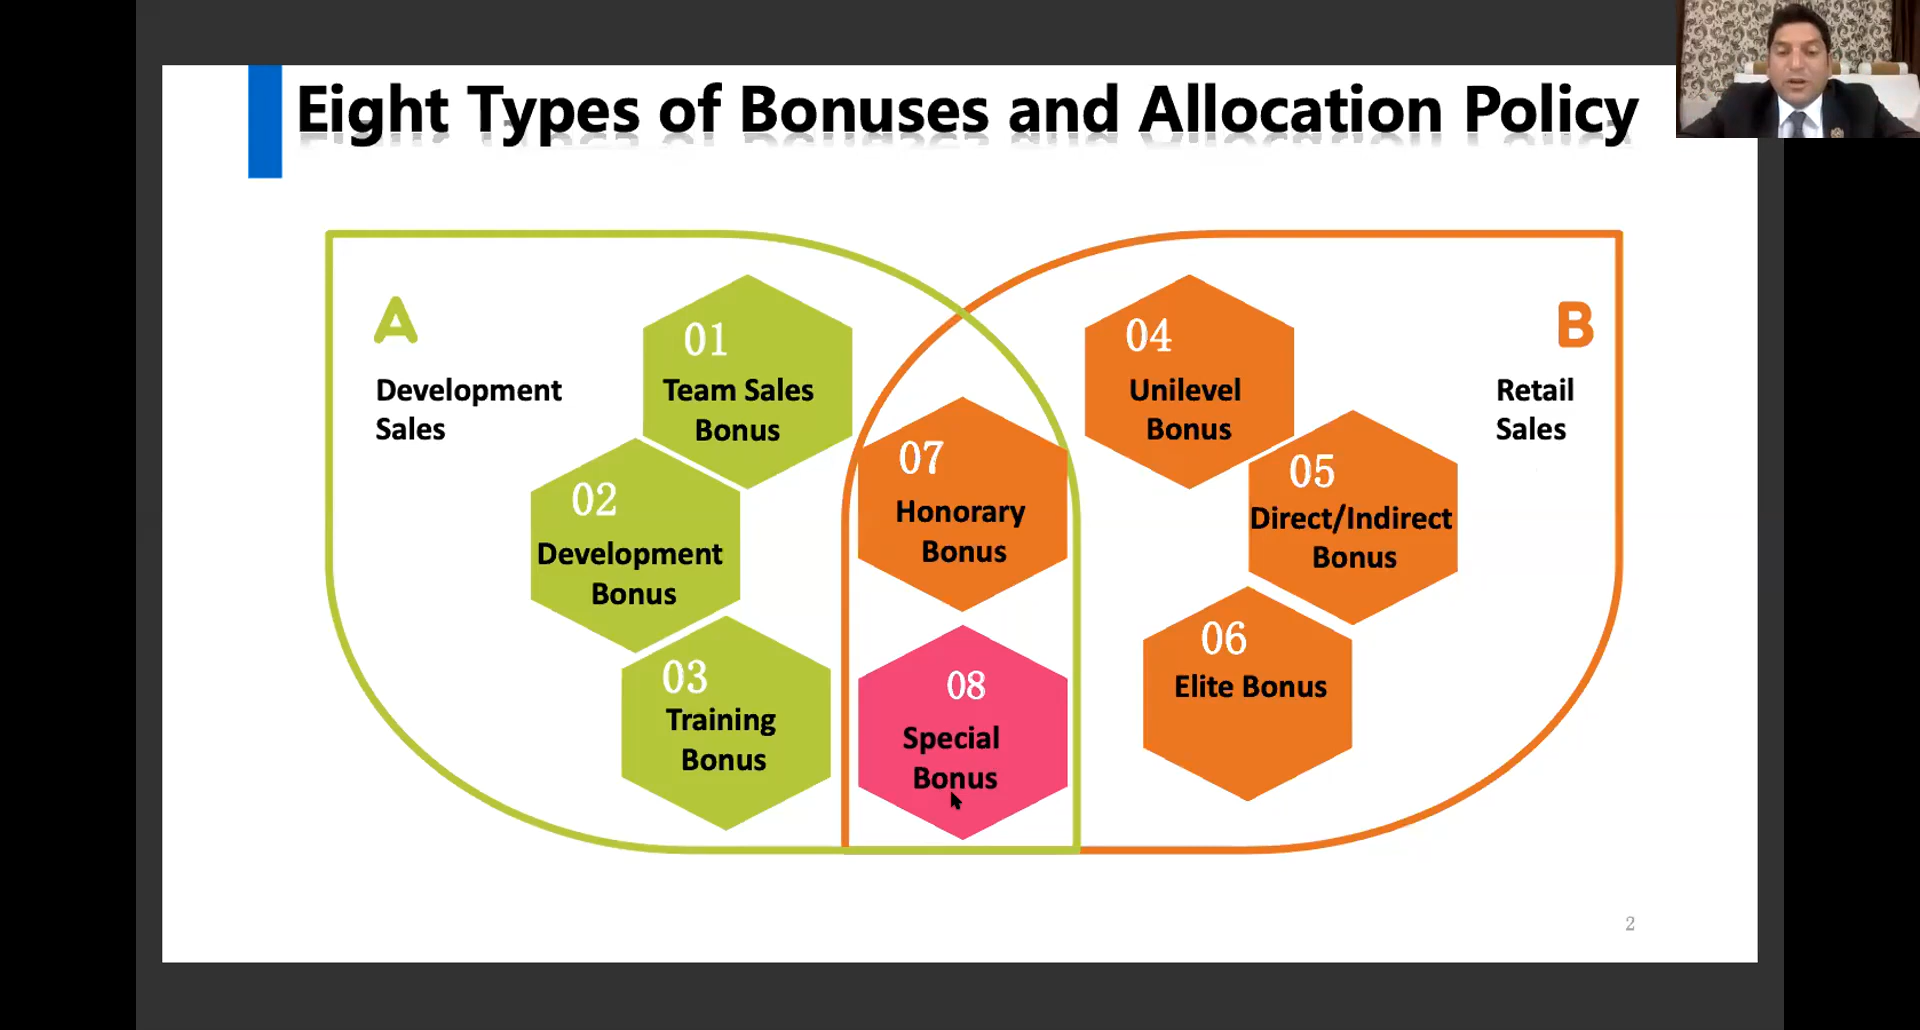 Eight Types of Bonuses and Allocation Policy
A
Development
Sales
01
Team Sales
Bonus
02
Development
Bonus
03
Training
Bonus
07
Honorary
Bonus
08
Special
Bonus
04
Unilevel
Bonus
05
Direct/Indirect
Bonus
06
Elite Bonus
B
Retail
Sales
2